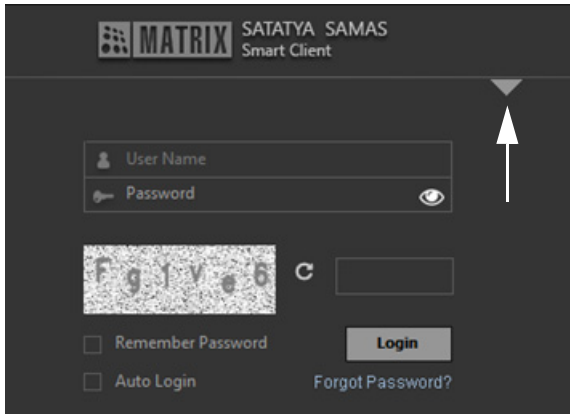 MATRIX
SATATYA SAMAS
Smart Client
User Name
Password
Fg1Ve6
Remember Password
Login
Auto Login
Forgot Password?